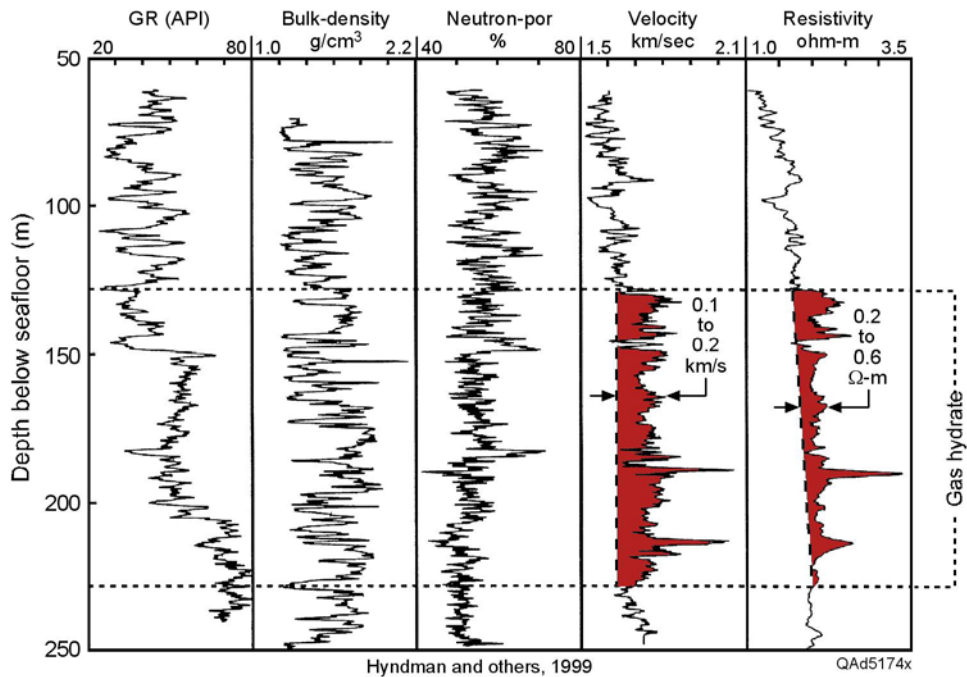 GR (API)
20 80
Bulk-density
g/cm³
1.0 2.2
Neutron-por
%
40 80
Velocity
km/sec
1.5 2.1
Resistivity
ohm-m
1.0 3.5
Depth below seafloor (m)
50
100
150
200
250
0.1
to
0.2
km/s
0.2
to
0.6
Ω-m
Gas hydrate
Hyndman and others, 1999
QAd5174x